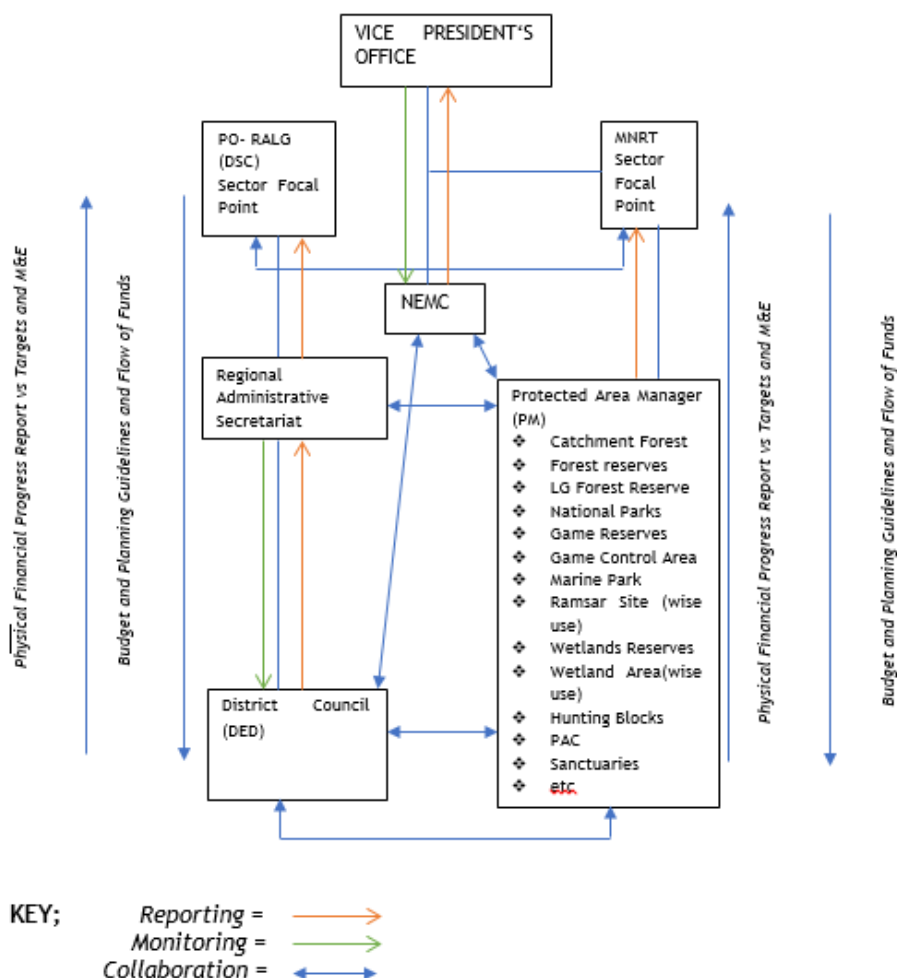 VICE PRESIDENT‘S
OFFICE
PO- RALG
(DSC)
Sector Focal
Point
MNRT
Sector
Focal
Point
NEMC
Regional
Administrative
Secretariat
Protected Area Manager
(PM)
❖ Catchment Forest
❖ Forest reserves
❖ LG Forest Reserve
❖ National Parks
❖ Game Reserves
❖ Game Control Area
❖ Marine Park
❖ Ramsar Site (wise
use)
❖ Wetlands Reserves
❖ Wetland Area(wise
use)
❖ Hunting Blocks
❖ PAC
❖ Sanctuaries
❖ etc
District Council
(DED)
Physical Financial Progress Report vs Targets and M&E
Budget and Planning Guidelines and Flow of Funds
Physical Financial Progress Report vs Targets and M&E
Budget and Planning Guidelines and Flow of Funds
KEY; Reporting =
Monitoring =
Collaboration =